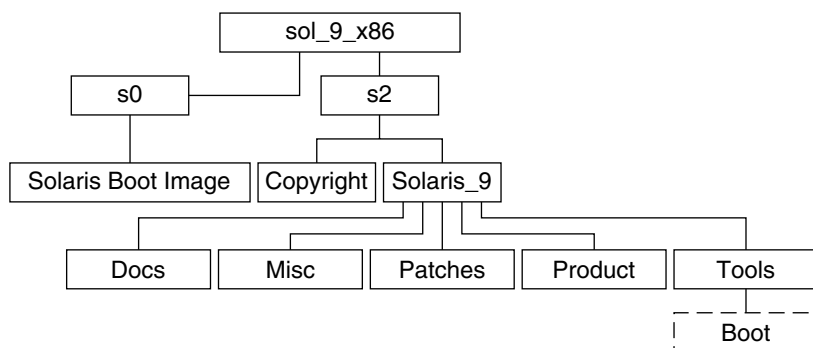 sol_9_x86
s0
s2
Solaris Boot Image
Copyright
Solaris_9
Docs
Misc
Patches
Product
Tools
Boot